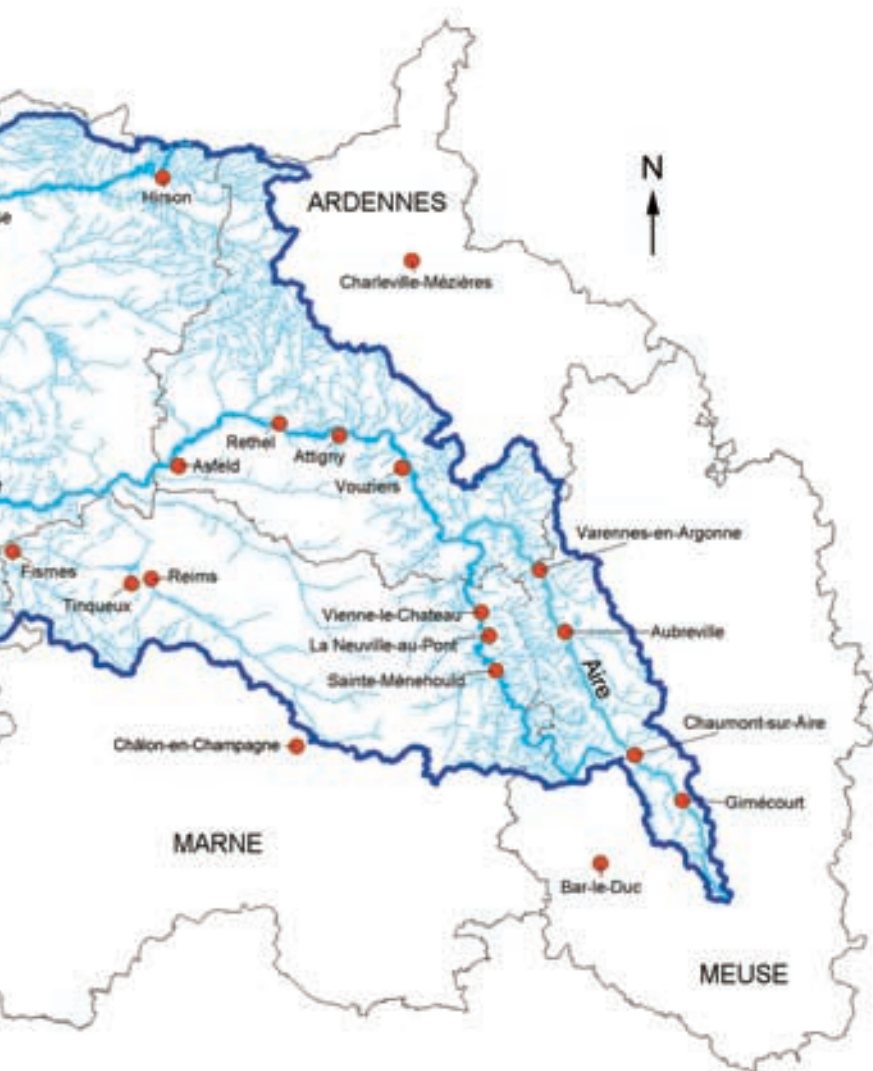 N
Hirson
ARDENNES
Charleville-Mézières
Rethel
Attigny
Asfeld
Vouziers
Varennes-en-Argonne
Fismes
Reims
Tinqueux
Vienne-le-Chateau
Aubreville
La Neuville-au-Pont
Sainte-Ménehould
Aire
Chaumont-sur-Aire
Châlon-en-Champagne
Gimécourt
MARNE
Bar-le-Duc
MEUSE